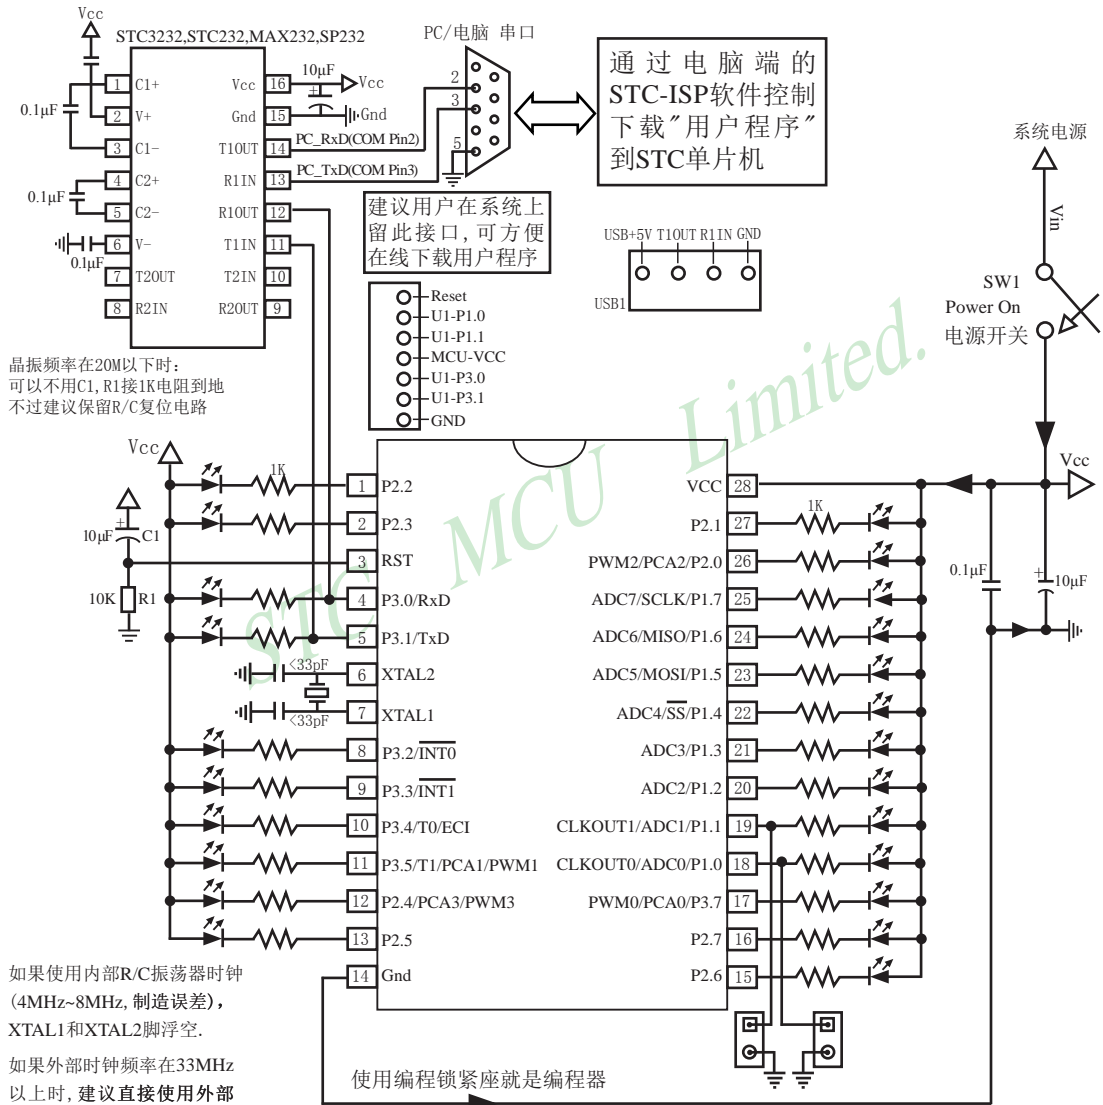 Vcc
STC3232,STC232,MAX232,SP232
PC/电脑 串口
1 C1+ Vcc 16
2 V+ Gnd 15
3 C1- T1OUT 14
4 C2+ R1IN 13
5 C2- R1OUT 12
6 V- T1IN 11
7 T2OUT T2IN 10
8 R2IN R2OUT 9
0.1μF
0.1μF
0.1μF
10μF
+
Vcc
Gnd
PC_RxD(COM Pin2)
PC_TxD(COM Pin3)
2
3
5
通过电脑端的
STC-ISP软件控制
下载"用户程序"
到STC单片机
建议用户在系统上
留此接口,可方便
在线下载用户程序
Reset
U1-P1.0
U1-P1.1
MCU-VCC
U1-P3.0
U1-P3.1
GND
USB+5V T1OUT R1IN GND
USB1
系统电源
Vin
SW1
Power On
电源开关
晶振频率在20M以下时:
可以不用C1,R1接1K电阻到地
不过建议保留R/C复位电路
STC MCU Limited.
Vcc
1K
10μF
+
C1
10K
R1
<33pF
<33pF
1 P2.2
2 P2.3
3 RST
4 P3.0/RxD
5 P3.1/TxD
6 XTAL2
7 XTAL1
8 P3.2/INT0
9 P3.3/INT1
10 P3.4/T0/ECI
11 P3.5/T1/PCA1/PWM1
12 P2.4/PCA3/PWM3
13 P2.5
14 Gnd
VCC 28
P2.1 27
PWM2/PCA2/P2.0 26
ADC7/SCLK/P1.7 25
ADC6/MISO/P1.6 24
ADC5/MOSI/P1.5 23
ADC4/SS/P1.4 22
ADC3/P1.3 21
ADC2/P1.2 20
CLKOUT1/ADC1/P1.1 19
CLKOUT0/ADC0/P1.0 18
PWM0/PCA0/P3.7 17
P2.7 16
P2.6 15
1K
Vcc
0.1μF
+
10μF
如果使用内部R/C振荡器时钟
(4MHz~8MHz,制造误差),
XTAL1和XTAL2脚浮空.
如果外部时钟频率在33MHz
以上时,建议直接使用外部
使用编程锁紧座就是编程器